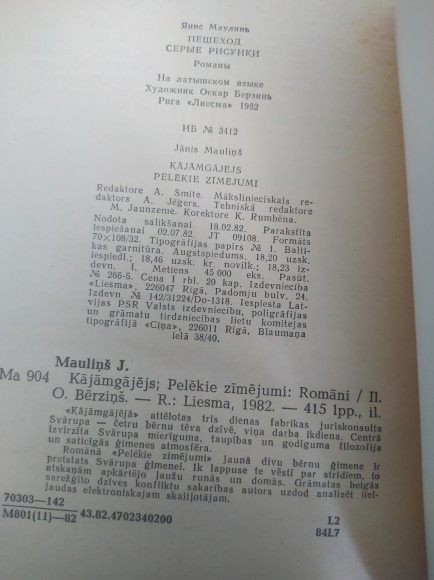 Янис Маулинь
ПЕШЕХОД
СЕРЫЕ РИСУНКИ
Романы
На латышском языке
Художник Оскар Берзинь
Рига «Лиесма» 1982
ИБ № 3412
Jānis Mauliņš
KĀJĀMGĀJĒJS
PELĒKIE ZĪMĒJUMI
Redaktore A. Smite. Mākslinieciskais re-
daktors A. Jēgers. Tehniskā redaktore
M. Jaunzeme. Korektore K. Rumbēna.
Nodota salikšanai 18.02.82. Parakstīta
iespiešanai 02.07.82. JT 09108. Formāts
70×108/32. Tipogrāfijas papīrs № 1. Balti-
kas garnitūra. Augstspiedums. 18,20 uzsk.
iespiedl.; 18,46 uzsk. kr. novilk.; 18,23 iz-
devn. l. Metiens 45 000 eks. Pasūt.
№ 266-5. Cena 1 rbl. 20 kap. Izdevniecība
«Liesma», 226047 Rīgā, Padomju bulv. 24.
Izdevn. № 142/31224/Do-1318. Iespiesta Lat-
vijas PSR Valsts izdevniecību, poligrāfijas
un grāmatu tirdzniecības lietu komitejas
tipogrāfijā «Cīņa», 226011 Rīgā, Blaumaņa
ielā 38/40.
Mauliņš J.
Ma 904 Kājāmgājējs; Pelēkie zīmējumi: Romāni / Il.
O. Bērziņš. — R.: Liesma, 1982. — 415 lpp., il.
«Kājāmgājējā» attēlotas trīs dienas fabrikas juriskonsulta
Svārupa — četru bērnu tēva dzīvē, viņa darba ikdiena. Centrā
izvirzīta Svārupa mierīguma, taupības un godīguma filozofija
un saticīgās ģimenes atmosfēra.
Romānā «Pelēkie zīmējumi» jaunā divu bērnu ģimene ir
pretstats Svārupa ģimenei. Ik lappuse te vēsti par strīdiem, to
atskaņām apkārtējo ļaužu runās un domās. Grāmatas beigās
sarežģīto dzīves konfliktu sakarības autors uzdod analizēt liel-
jaudas elektroniskajam skaitļotājam.
70303—142
M801(11)—82 43.82.4702340200
L2
84L7